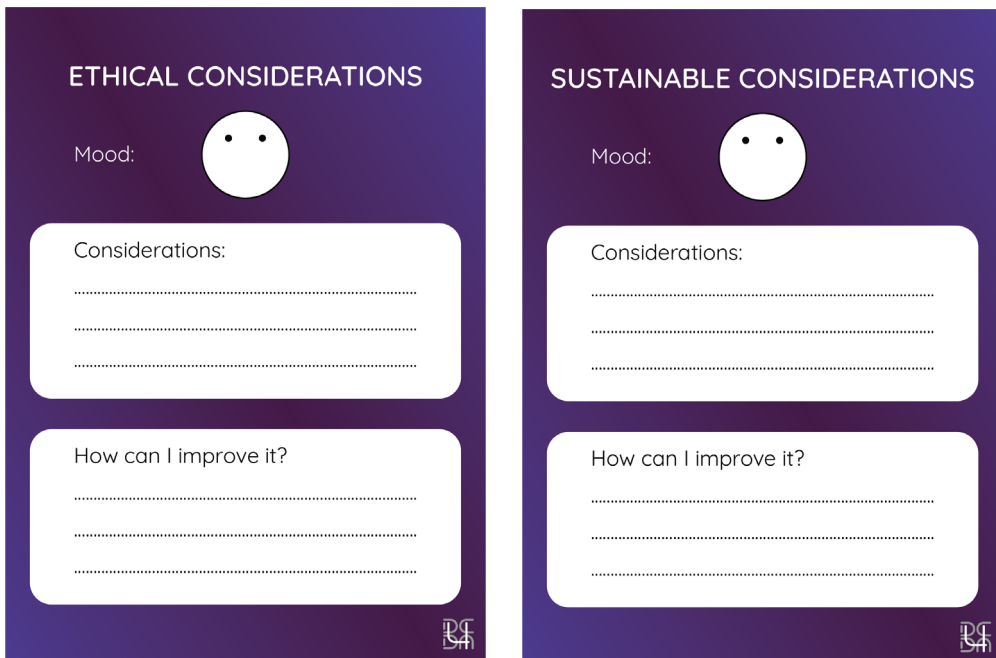 ETHICAL CONSIDERATIONS
Mood:
Considerations:
How can I improve it?
SUSTAINABLE CONSIDERATIONS
Mood:
Considerations:
How can I improve it?